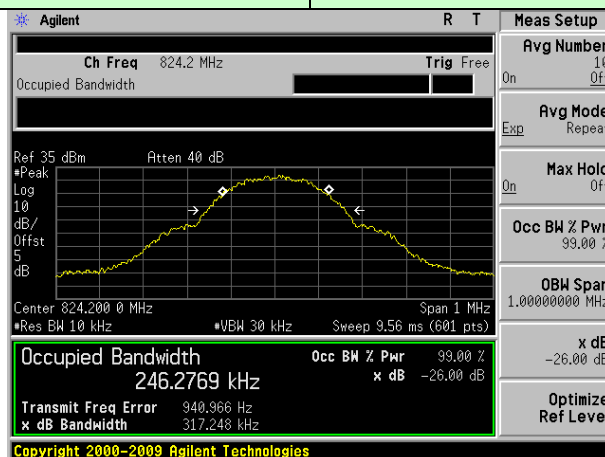 Agilent R T Meas Setup
Ch Freq 824.2 MHz Trig Free
Occupied Bandwidth
Avg Number
10
On Off
Avg Mode
Exp Repeat
Max Hold
On Off
Occ BW % Pwr
99.00 %
OBW Span
1.00000000 MHz
x dB
-26.00 dB
Optimize
Ref Level
Ref 35 dBm Atten 40 dB
#Peak
Log
10
dB/
Offst
5
dB
Center 824.200 0 MHz Span 1 MHz
#Res BW 10 kHz #VBW 30 kHz Sweep 9.56 ms (601 pts)
Occupied Bandwidth Occ BW % Pwr 99.00 %
246.2769 kHz x dB -26.00 dB
Transmit Freq Error 940.966 Hz
x dB Bandwidth 317.248 kHz
Copyright 2000-2009 Agilent Technologies